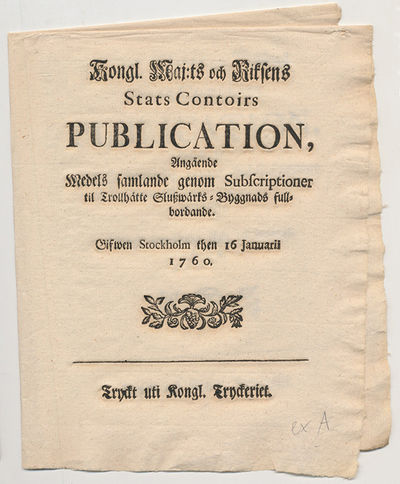 Kongl. Maj:ts och Riksens
Stats Contoirs
PUBLICATION,
Angående
Medels samlande genom Subscriptioner
til Trollhätte Slußwärks-Byggnads full-
bordande.
Gifwen Stockholm then 16 Januarii
1760.
Tryckt uti Kongl. Tryckeriet.
ex A